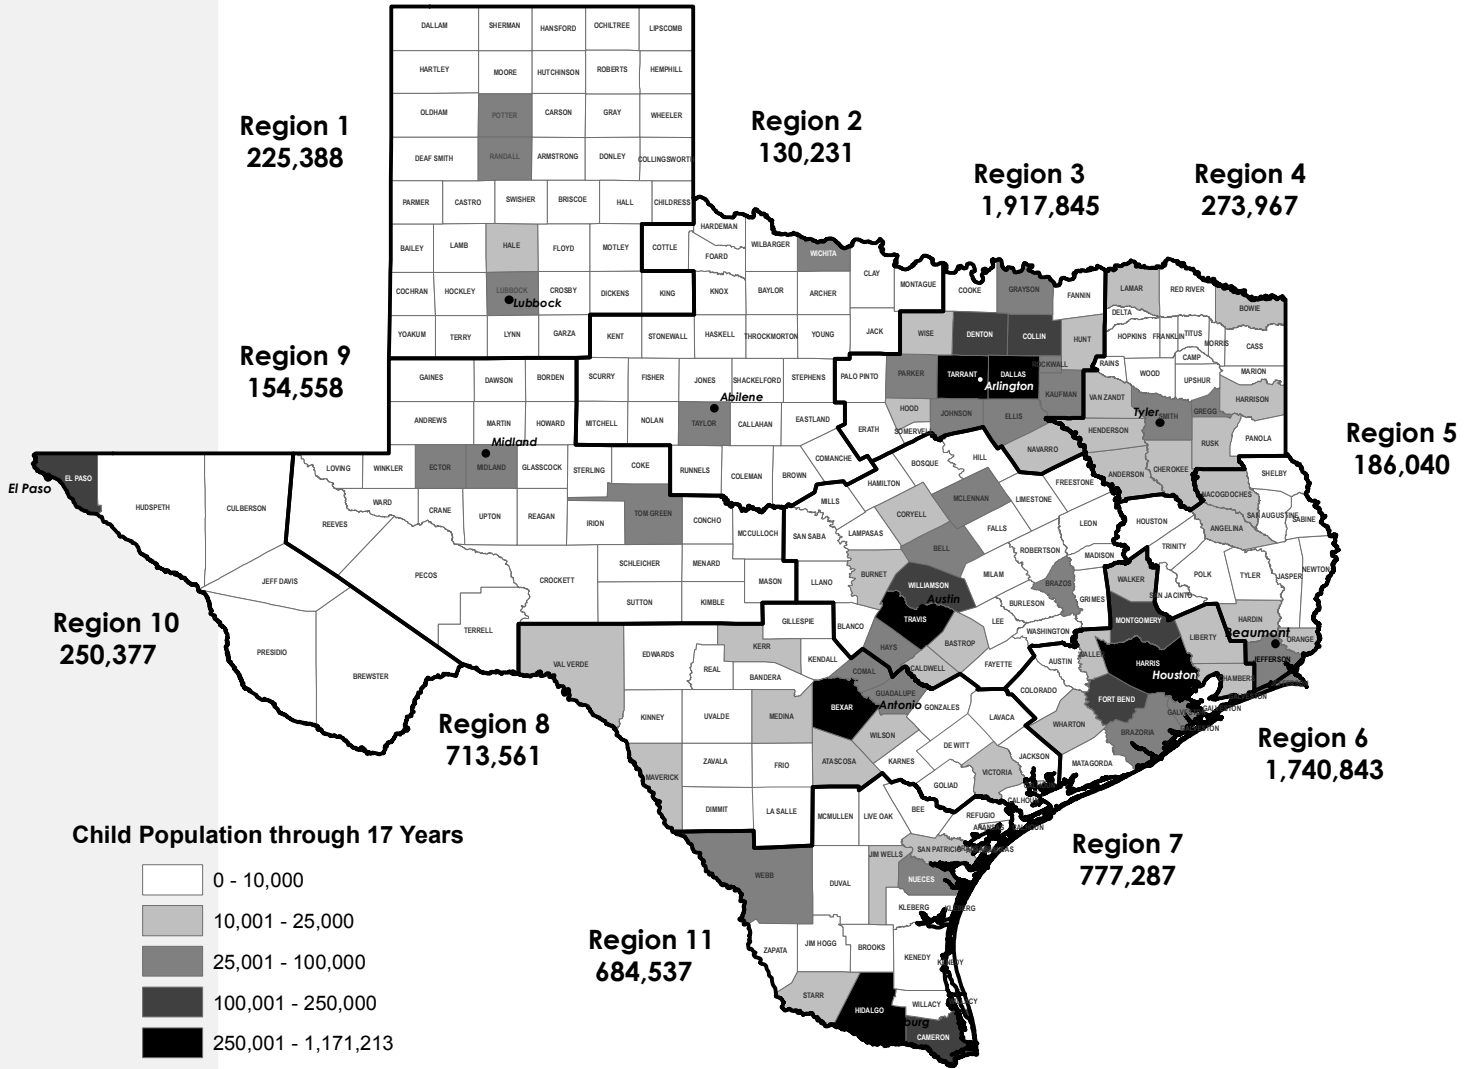 DALLAM SHERMAN HANSFORD OCHILTREE LIPSCOMB
HARTLEY MOORE HUTCHINSON ROBERTS HEMPHILL
OLDHAM POTTER CARSON GRAY WHEELER
Region 1
225,388
DEAF SMITH RANDALL ARMSTRONG DONLEY COLLINGSWORTH
PARMER CASTRO SWISHER BRISCOE HALL CHILDRESS
BAILEY LAMB HALE FLOYD MOTLEY COTTLE
COCHRAN HOCKLEY LUBBOCK CROSBY DICKENS KING
Lubbock
YOAKUM TERRY LYNN GARZA
Region 2
130,231
HARDEMAN
FOARD WILBARGER WICHITA CLAY MONTAGUE
KNOX BAYLOR ARCHER
KENT STONEWALL HASKELL THROCKMORTON YOUNG JACK
SCURRY FISHER JONES SHACKELFORD STEPHENS
Abilene
MITCHELL NOLAN TAYLOR CALLAHAN EASTLAND
RUNNELS COLEMAN BROWN COMANCHE
Region 3
1,917,845
COOKE GRAYSON FANNIN
WISE DENTON COLLIN HUNT
PALO PINTO PARKER TARRANT DALLAS ROCKWALL
Arlington
HOOD JOHNSON ELLIS KAUFMAN
ERATH SOMERVELL NAVARRO
Region 4
273,967
LAMAR RED RIVER BOWIE
DELTA
HOPKINS FRANKLIN TITUS MORRIS CASS
CAMP
RAINS WOOD UPSHUR MARION
VAN ZANDT SMITH GREGG HARRISON
Tyler
HENDERSON RUSK PANOLA
ANDERSON CHEROKEE
Region 5
186,040
SHELBY
NACOGDOCHES
SAN AUGUSTINE SABINE
HOUSTON ANGELINA
TRINITY
POLK TYLER JASPER NEWTON
SAN JACINTO
HARDIN
Beaumont ORANGE
JEFFERSON
Region 9
154,558
GAINES DAWSON BORDEN
ANDREWS MARTIN HOWARD
Midland
LOVING WINKLER ECTOR MIDLAND GLASSCOCK STERLING COKE
WARD CRANE UPTON REAGAN IRION TOM GREEN CONCHO MCCULLOCH
REEVES
PECOS CROCKETT SCHLEICHER MENARD MASON
SUTTON KIMBLE
TERRELL
El Paso
EL PASO HUDSPETH CULBERSON
JEFF DAVIS
PRESIDIO BREWSTER
Region 10
250,377
BOSQUE HILL
HAMILTON MCLENNAN LIMESTONE FREESTONE
MILLS CORYELL
SAN SABA LAMPASAS BELL FALLS LEON
ROBERTSON MADISON
LLANO BURNET WILLIAMSON MILAM BRAZOS
Austin BURLESON GRIMES
BLANCO TRAVIS LEE WASHINGTON
HAYS BASTROP
CALDWELL FAYETTE
Region 7
777,287
WALKER
MONTGOMERY LIBERTY
AUSTIN WALLER HARRIS
Houston
CHAMBERS
COLORADO FORT BEND
WHARTON BRAZORIA GALVESTON
MATAGORDA
Region 6
1,740,843
Region 8
713,561
GILLESPIE
VAL VERDE EDWARDS KERR KENDALL
REAL BANDERA COMAL
GUADALUPE
KINNEY UVALDE MEDINA BEXAR Antonio GONZALES LAVACA
WILSON
MAVERICK ZAVALA FRIO ATASCOSA KARNES DE WITT JACKSON
VICTORIA
GOLIAD
DIMMIT LA SALLE CALHOUN
Region 11
684,537
MCMULLEN LIVE OAK BEE REFUGIO
ARANSAS
JIM WELLS SAN PATRICIO
WEBB DUVAL NUECES
KLEBERG KLEBERG
ZAPATA JIM HOGG BROOKS KENEDY KENEDY
STARR HIDALGO WILLACY
burg
CAMERON
Child Population through 17 Years
0 - 10,000
10,001 - 25,000
25,001 - 100,000
100,001 - 250,000
250,001 - 1,171,213